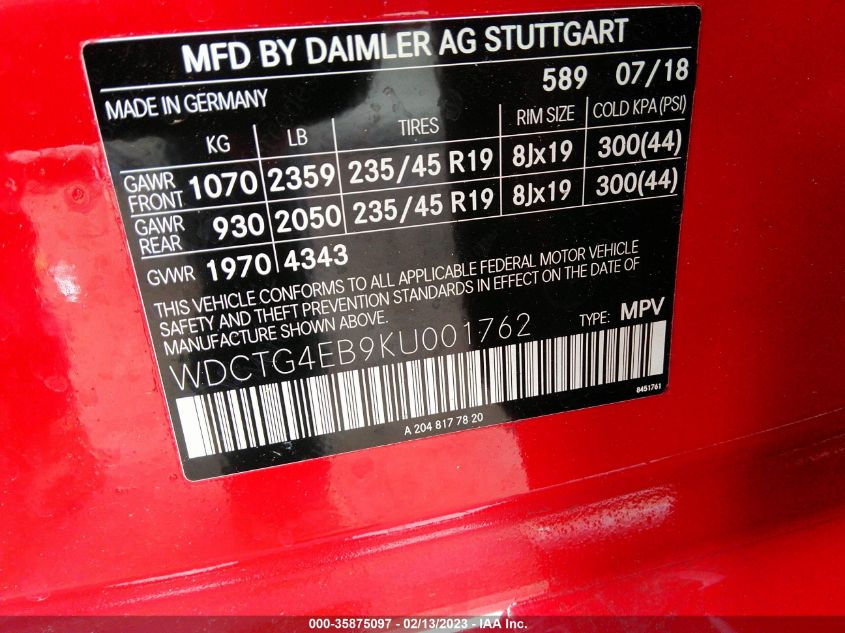 MFD BY DAIMLER AG STUTTGART
MADE IN GERMANY 589 07/18
KG LB TIRES RIM SIZE COLD KPA (PSI)
GAWR FRONT 1070 2359 235/45 R19 8Jx19 300(44)
GAWR REAR 930 2050 235/45 R19 8Jx19 300(44)
GVWR 1970 4343
THIS VEHICLE CONFORMS TO ALL APPLICABLE FEDERAL MOTOR VEHICLE
SAFETY AND THEFT PREVENTION STANDARDS IN EFFECT ON THE DATE OF
MANUFACTURE SHOWN ABOVE.
WDCTG4EB9KU001762 TYPE: MPV
8451761
A 204 817 78 20
000-35875097 - 02/13/2023 - IAA Inc.